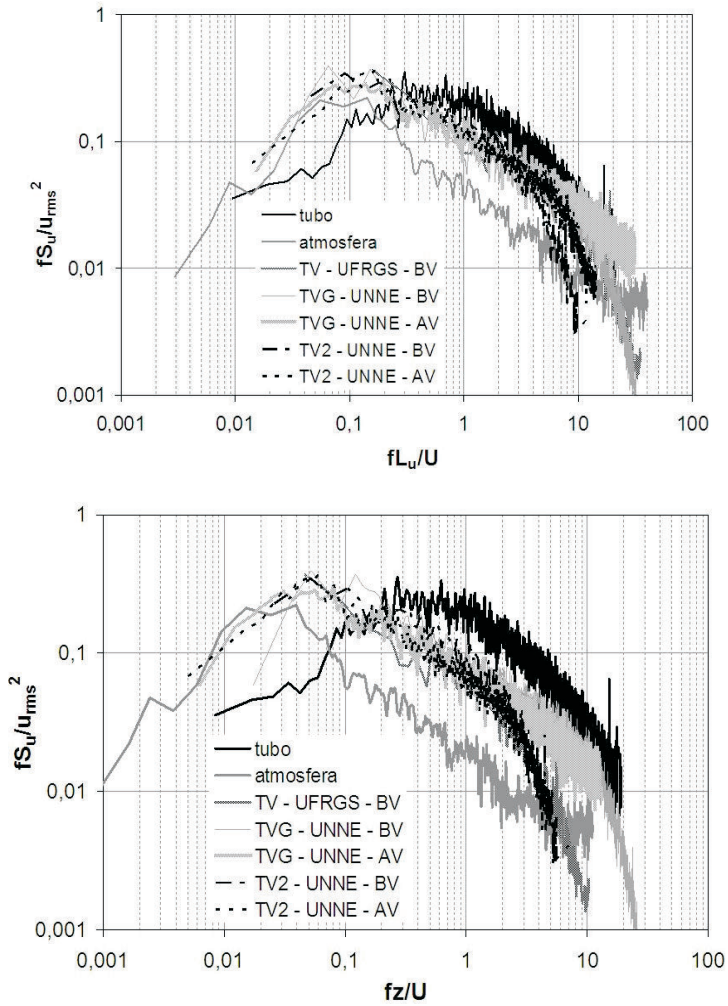 1
0,1
0,01
0,001
fSu/urms²
tubo
atmosfera
TV - UFRGS - BV
TVG - UNNE - BV
TVG - UNNE - AV
TV2 - UNNE - BV
TV2 - UNNE - AV
0,001 0,01 0,1 1 10 100
fLu/U
1
0,1
0,01
0,001
fSu/urms²
tubo
atmosfera
TV - UFRGS - BV
TVG - UNNE - BV
TVG - UNNE - AV
TV2 - UNNE - BV
TV2 - UNNE - AV
0,001 0,01 0,1 1 10 100
fz/U